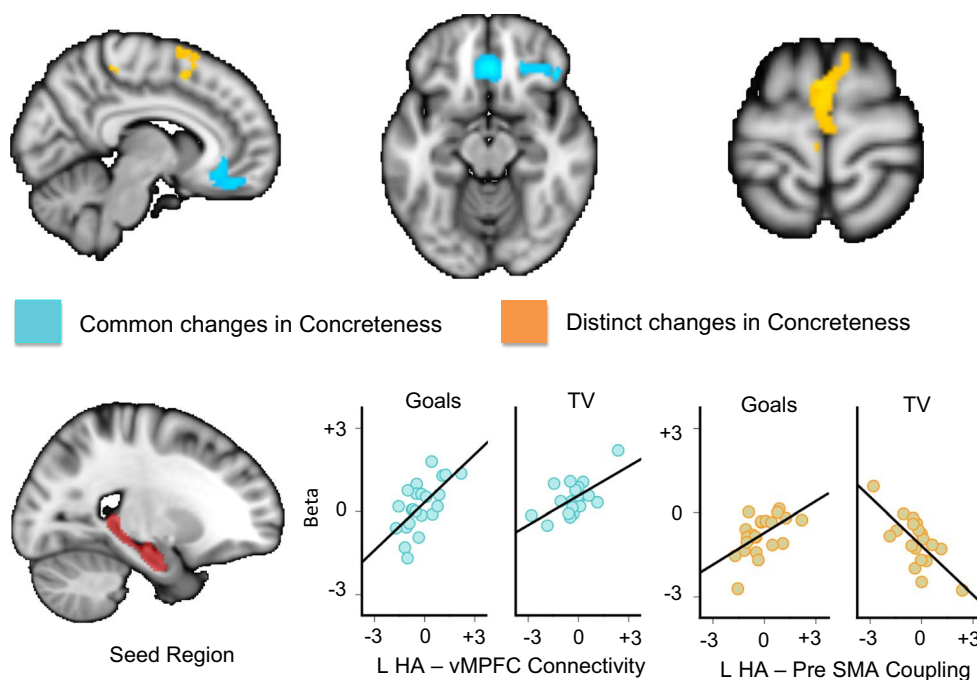 Common changes in Concreteness
Distinct changes in Concreteness
Seed Region
Goals
TV
+3
0
-3
Beta
-3 0 +3
-3 0 +3
L HA – vMPFC Connectivity
Goals
TV
+3
0
-3
-3 0 +3
-3 0 +3
L HA – Pre SMA Coupling